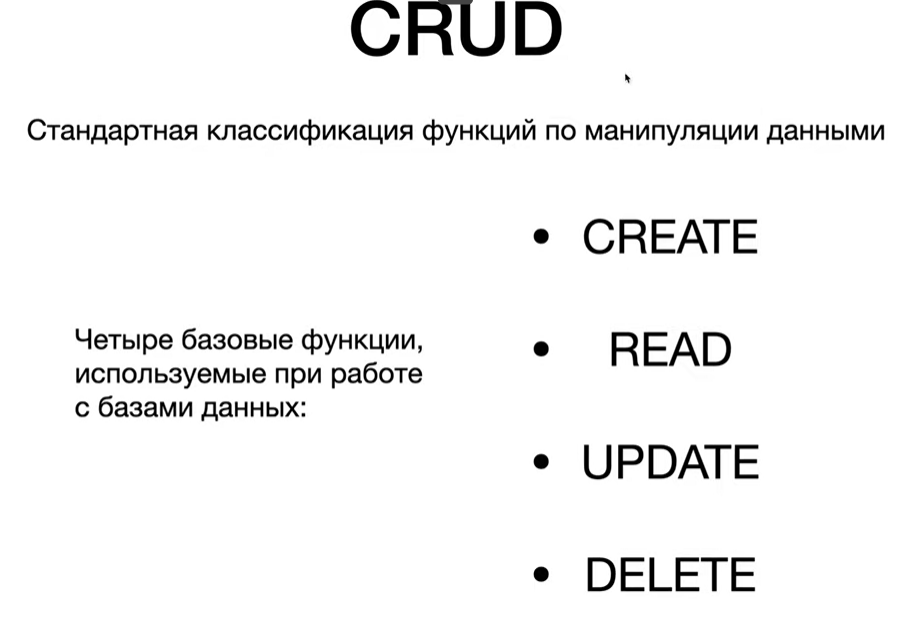 CRUD
Стандартная классификация функций по манипуляции данными
Четыре базовые функции,
используемые при работе
с базами данных:
• CREATE
• READ
• UPDATE
• DELETE